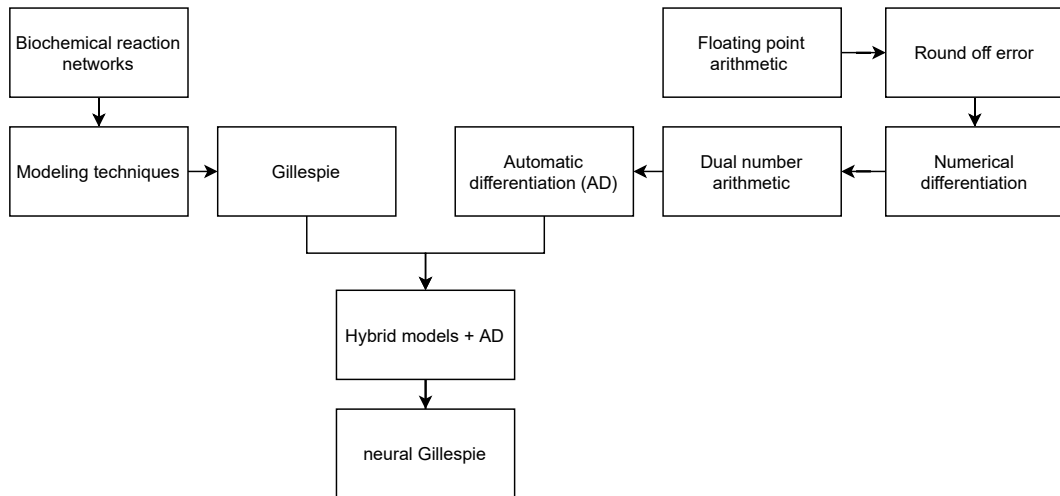 Biochemical reaction
networks
Floating point
arithmetic
Round off error
Modeling techniques
Gillespie
Automatic
differentiation (AD)
Dual number
arithmetic
Numerical
differentiation
Hybrid models + AD
neural Gillespie